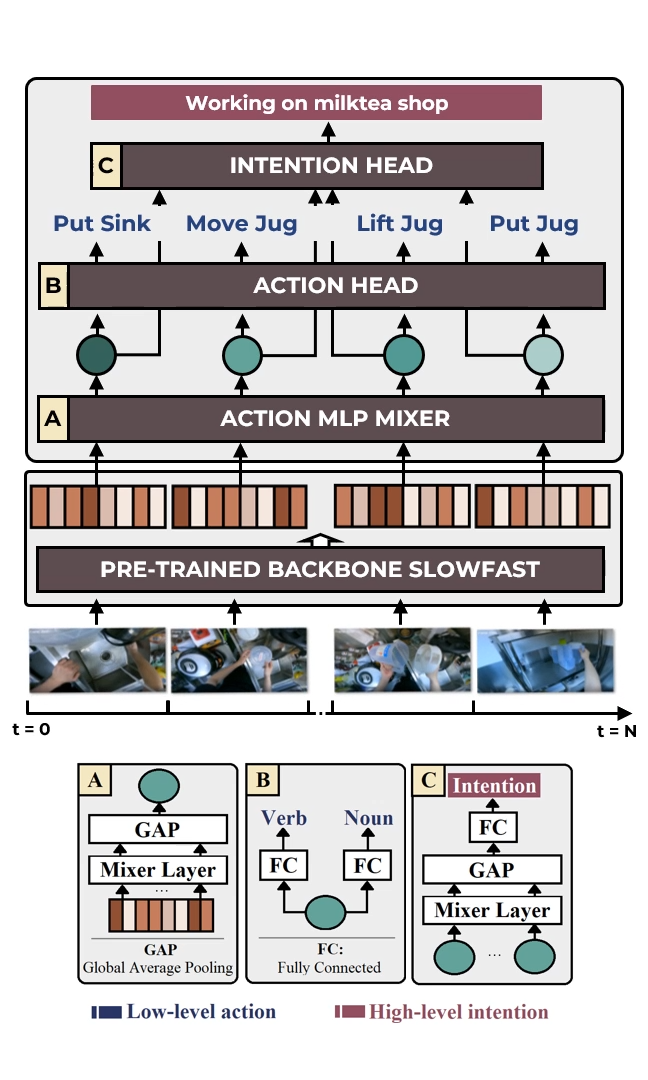 Working on milktea shop
C
INTENTION HEAD
Put Sink Move Jug Lift Jug Put Jug
B
ACTION HEAD
A
ACTION MLP MIXER
PRE-TRAINED BACKBONE SLOWFAST
t = 0
t = N
A
GAP
Mixer Layer
...
GAP
Global Average Pooling
B
Verb Noun
FC FC
FC:
Fully Connected
C
Intention
FC
GAP
Mixer Layer
...
Low-level action High-level intention